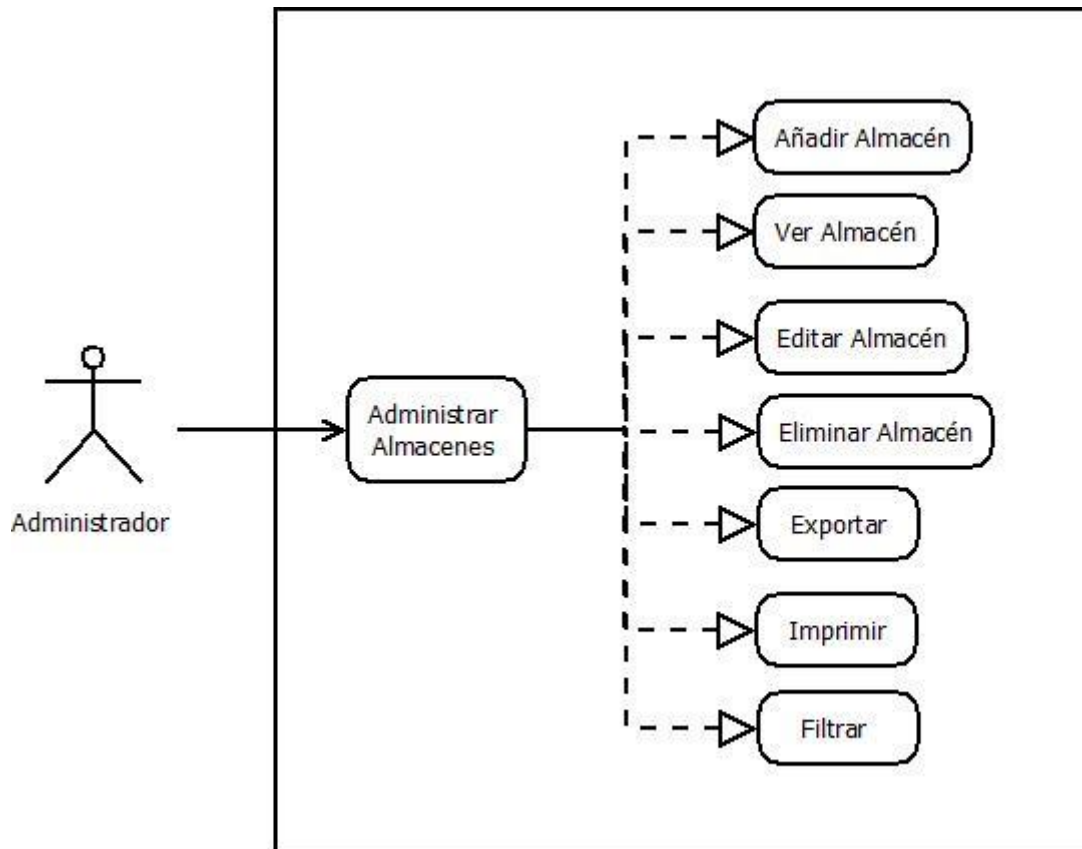 Añadir Almacén
Ver Almacén
Editar Almacén
Administrar
Almacenes
Eliminar Almacén
Administrador
Exportar
Imprimir
Filtrar